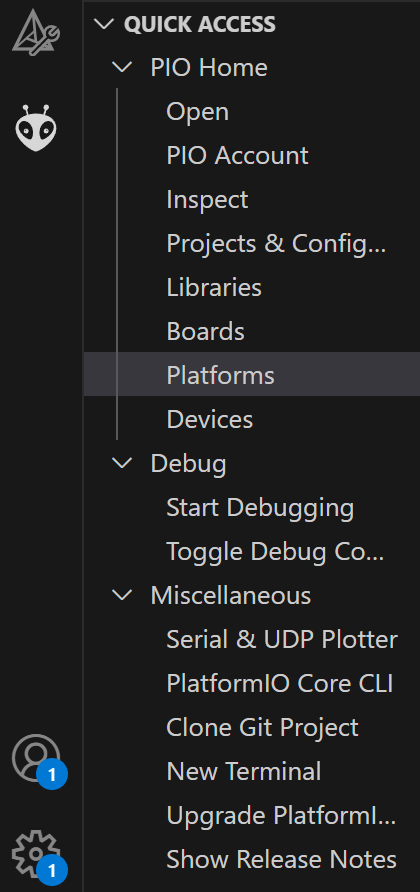 QUICK ACCESS
PIO Home
Open
PIO Account
Inspect
Projects & Config...
Libraries
Boards
Platforms
Devices
Debug
Start Debugging
Toggle Debug Co...
Miscellaneous
Serial & UDP Plotter
PlatformIO Core CLI
Clone Git Project
New Terminal
1
Upgrade PlatformI...
Show Release Notes
1